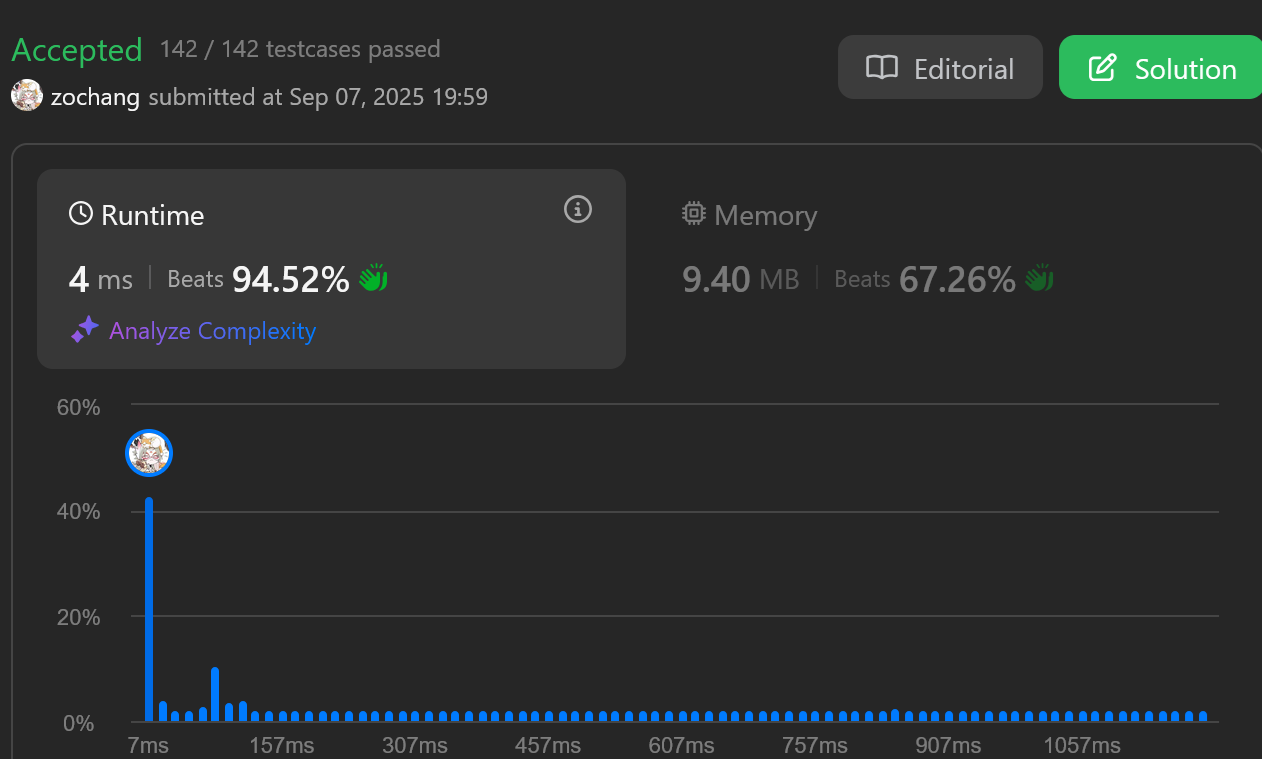 Accepted 142 / 142 testcases passed
zochang submitted at Sep 07, 2025 19:59
Editorial
Solution
Runtime
4 ms | Beats 94.52%
Analyze Complexity
Memory
9.40 MB | Beats 67.26%
60%
40%
20%
0%
7ms 157ms 307ms 457ms 607ms 757ms 907ms 1057ms